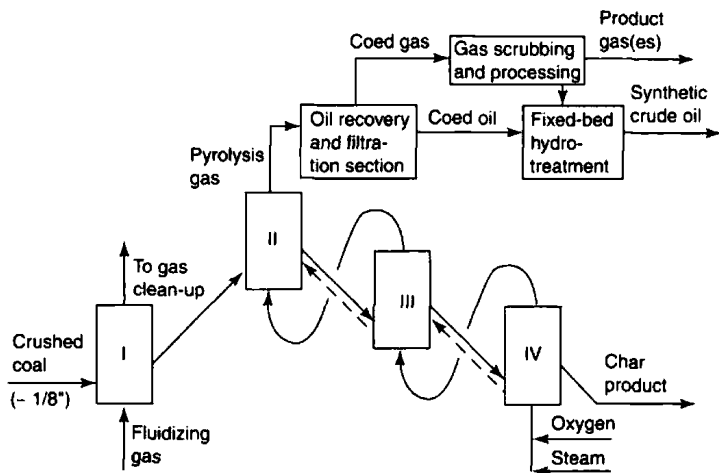 Coed gas
Gas scrubbing
and processing
Product
gas(es)
Oil recovery
and filtra-
tion section
Coed oil
Fixed-bed
hydro-
treatment
Synthetic
crude oil
Pyrolysis
gas
II
To gas
clean-up
III
I
IV
Crushed
coal
(– 1/8")
Char
product
Fluidizing
gas
Oxygen
Steam